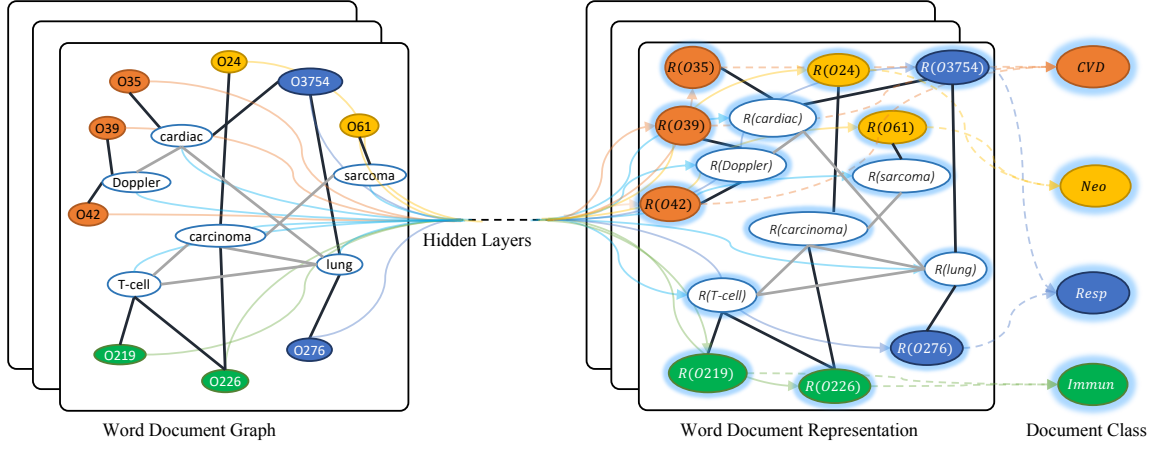 O24
O35
O3754
O39
cardiac
O61
Doppler
sarcoma
O42
carcinoma
lung
T-cell
O219
O226
O276
Word Document Graph
Hidden Layers
R(O35)
R(O24)
R(O3754)
R(cardiac)
R(O39)
R(O61)
R(Doppler)
R(sarcoma)
R(O42)
R(carcinoma)
R(lung)
R(T-cell)
R(O276)
R(O219)
R(O226)
Word Document Representation
CVD
Neo
Resp
Immun
Document Class